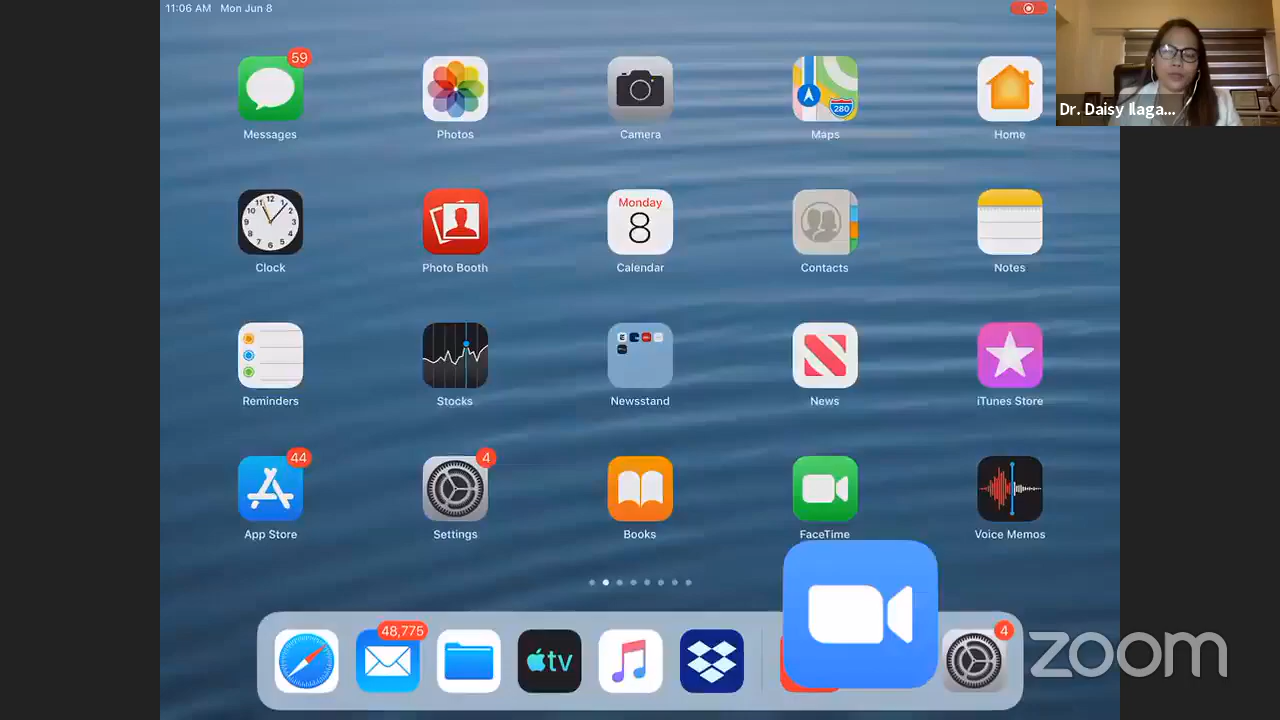 11:06 AM Mon Jun 8
Dr. Daisy Ilaga...
59
Messages
Photos
Camera
280
Maps
Home
12
11 1
10 2
9 3
8 4
7 5
6
Clock
Photo Booth
Monday
8
Calendar
Contacts
Notes
Reminders
Stocks
Newsstand
News
iTunes Store
44
App Store
4
Settings
Books
FaceTime
Voice Memos
48,775
tv
4
zoom